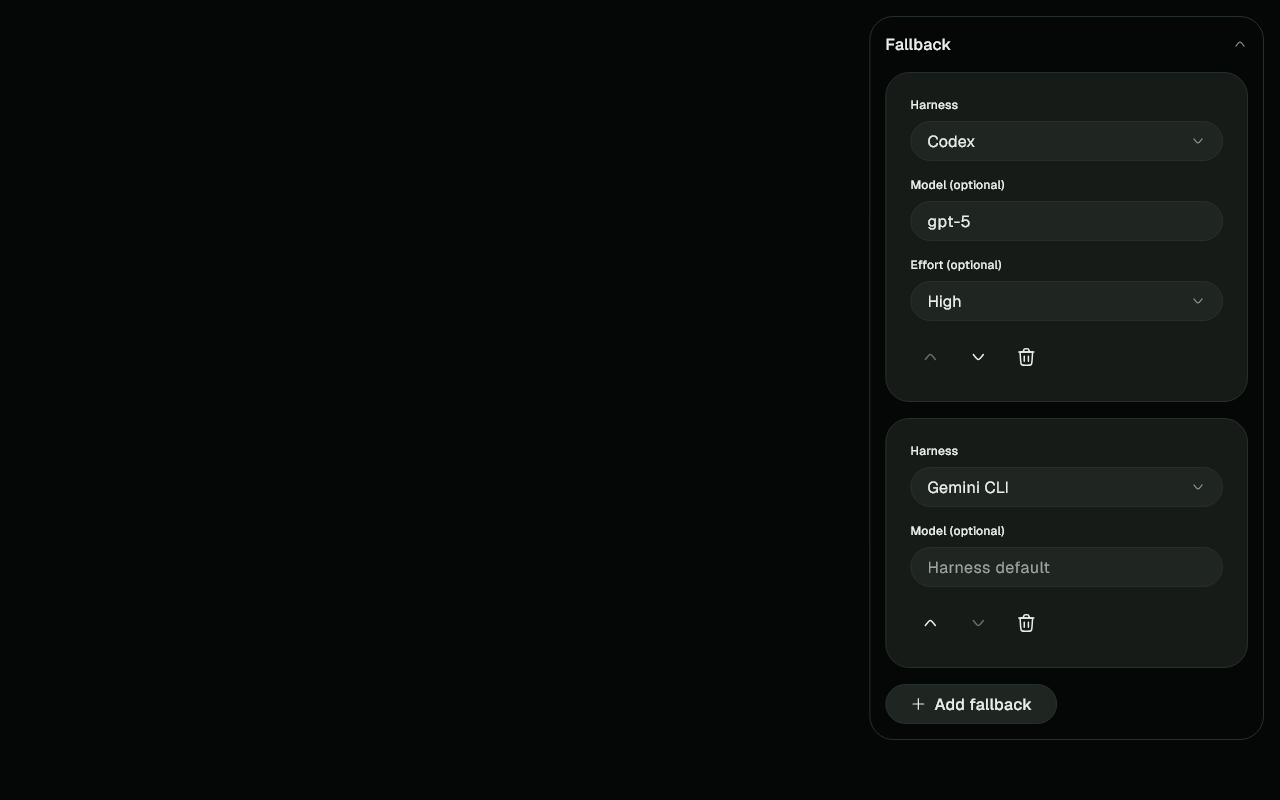 Fallback
Harness
Codex
Model (optional)
gpt-5
Effort (optional)
High
Harness
Gemini CLI
Model (optional)
Harness default
Add fallback